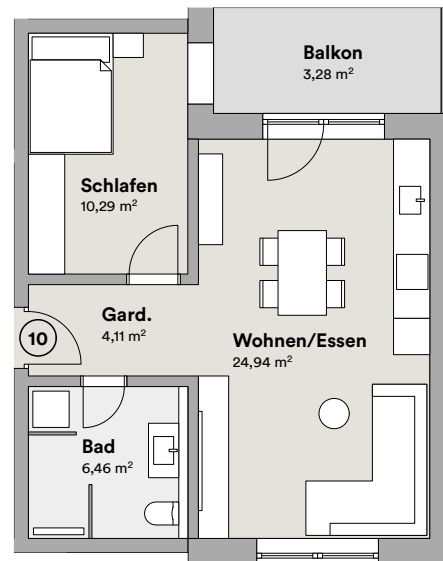 Balkon
3,28 m²
Schlafen
10,29 m²
Gard.
4,11 m²
10
Wohnen/Essen
24,94 m²
Bad
6,46 m²